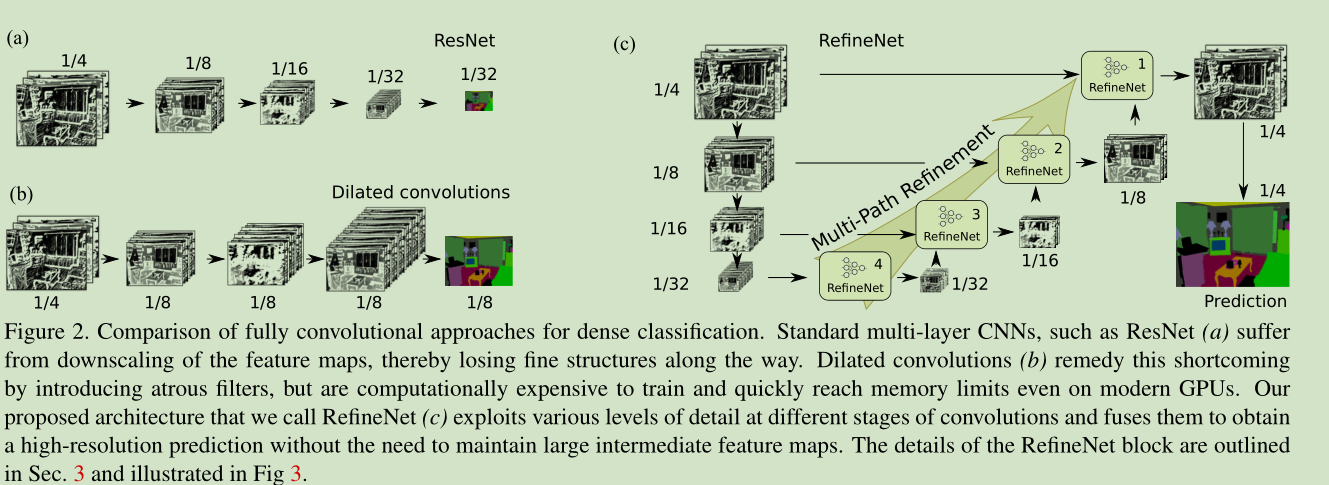 (a)
ResNet
1/4
1/8
1/16
1/32
1/32
(b)
Dilated convolutions
1/4
1/8
1/8
1/8
1/8
(c)
RefineNet
1/4
1/8
1/16
1/32
Multi-Path Refinement
1
RefineNet
2
RefineNet
3
RefineNet
4
RefineNet
1/32
1/16
1/8
1/4
1/4
Prediction
Figure 2. Comparison of fully convolutional approaches for dense classification. Standard multi-layer CNNs, such as ResNet (a) suffer
from downscaling of the feature maps, thereby losing fine structures along the way. Dilated convolutions (b) remedy this shortcoming
by introducing atrous filters, but are computationally expensive to train and quickly reach memory limits even on modern GPUs. Our
proposed architecture that we call RefineNet (c) exploits various levels of detail at different stages of convolutions and fuses them to obtain
a high-resolution prediction without the need to maintain large intermediate feature maps. The details of the RefineNet block are outlined
in Sec. 3 and illustrated in Fig 3.